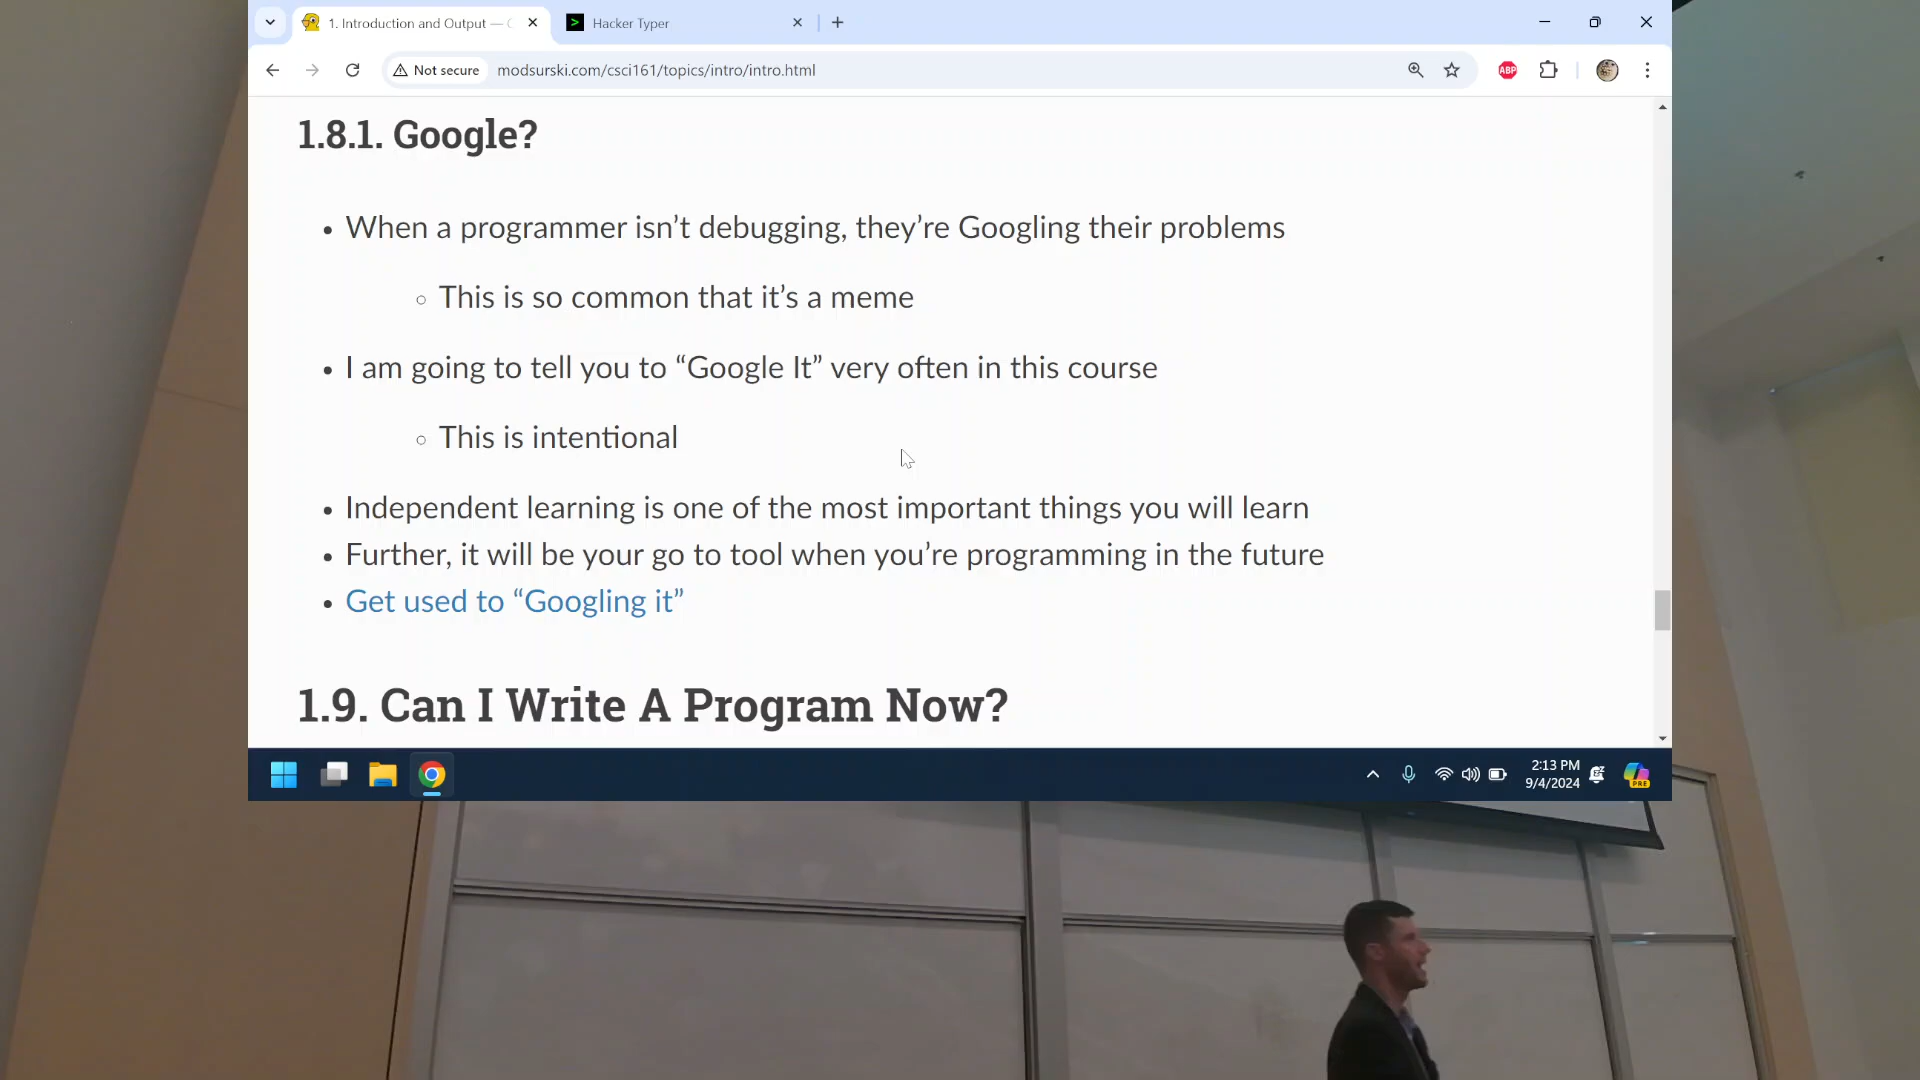 1. Introduction and Output —
Hacker Typer
Not secure
modsurski.com/csci161/topics/intro/intro.html
ABP
1.8.1. Google?
• When a programmer isn’t debugging, they’re Googling their problems
◦ This is so common that it’s a meme
• I am going to tell you to “Google It” very often in this course
◦ This is intentional
• Independent learning is one of the most important things you will learn
• Further, it will be your go to tool when you’re programming in the future
• Get used to “Googling it”
1.9. Can I Write A Program Now?
2:13 PM
9/4/2024
PRE